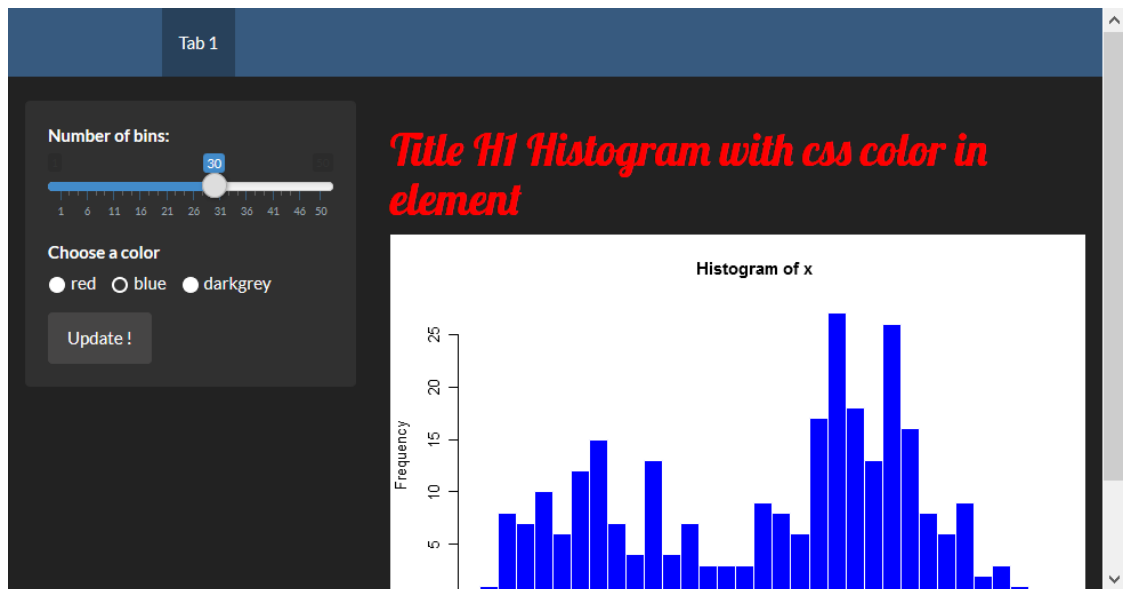 Tab 1
Number of bins:
30
1 6 11 16 21 26 31 36 41 46 50
Choose a color
red blue darkgrey
Update !
Title H1 Histogram with css color in
element
Histogram of x
Frequency
25
20
15
10
5